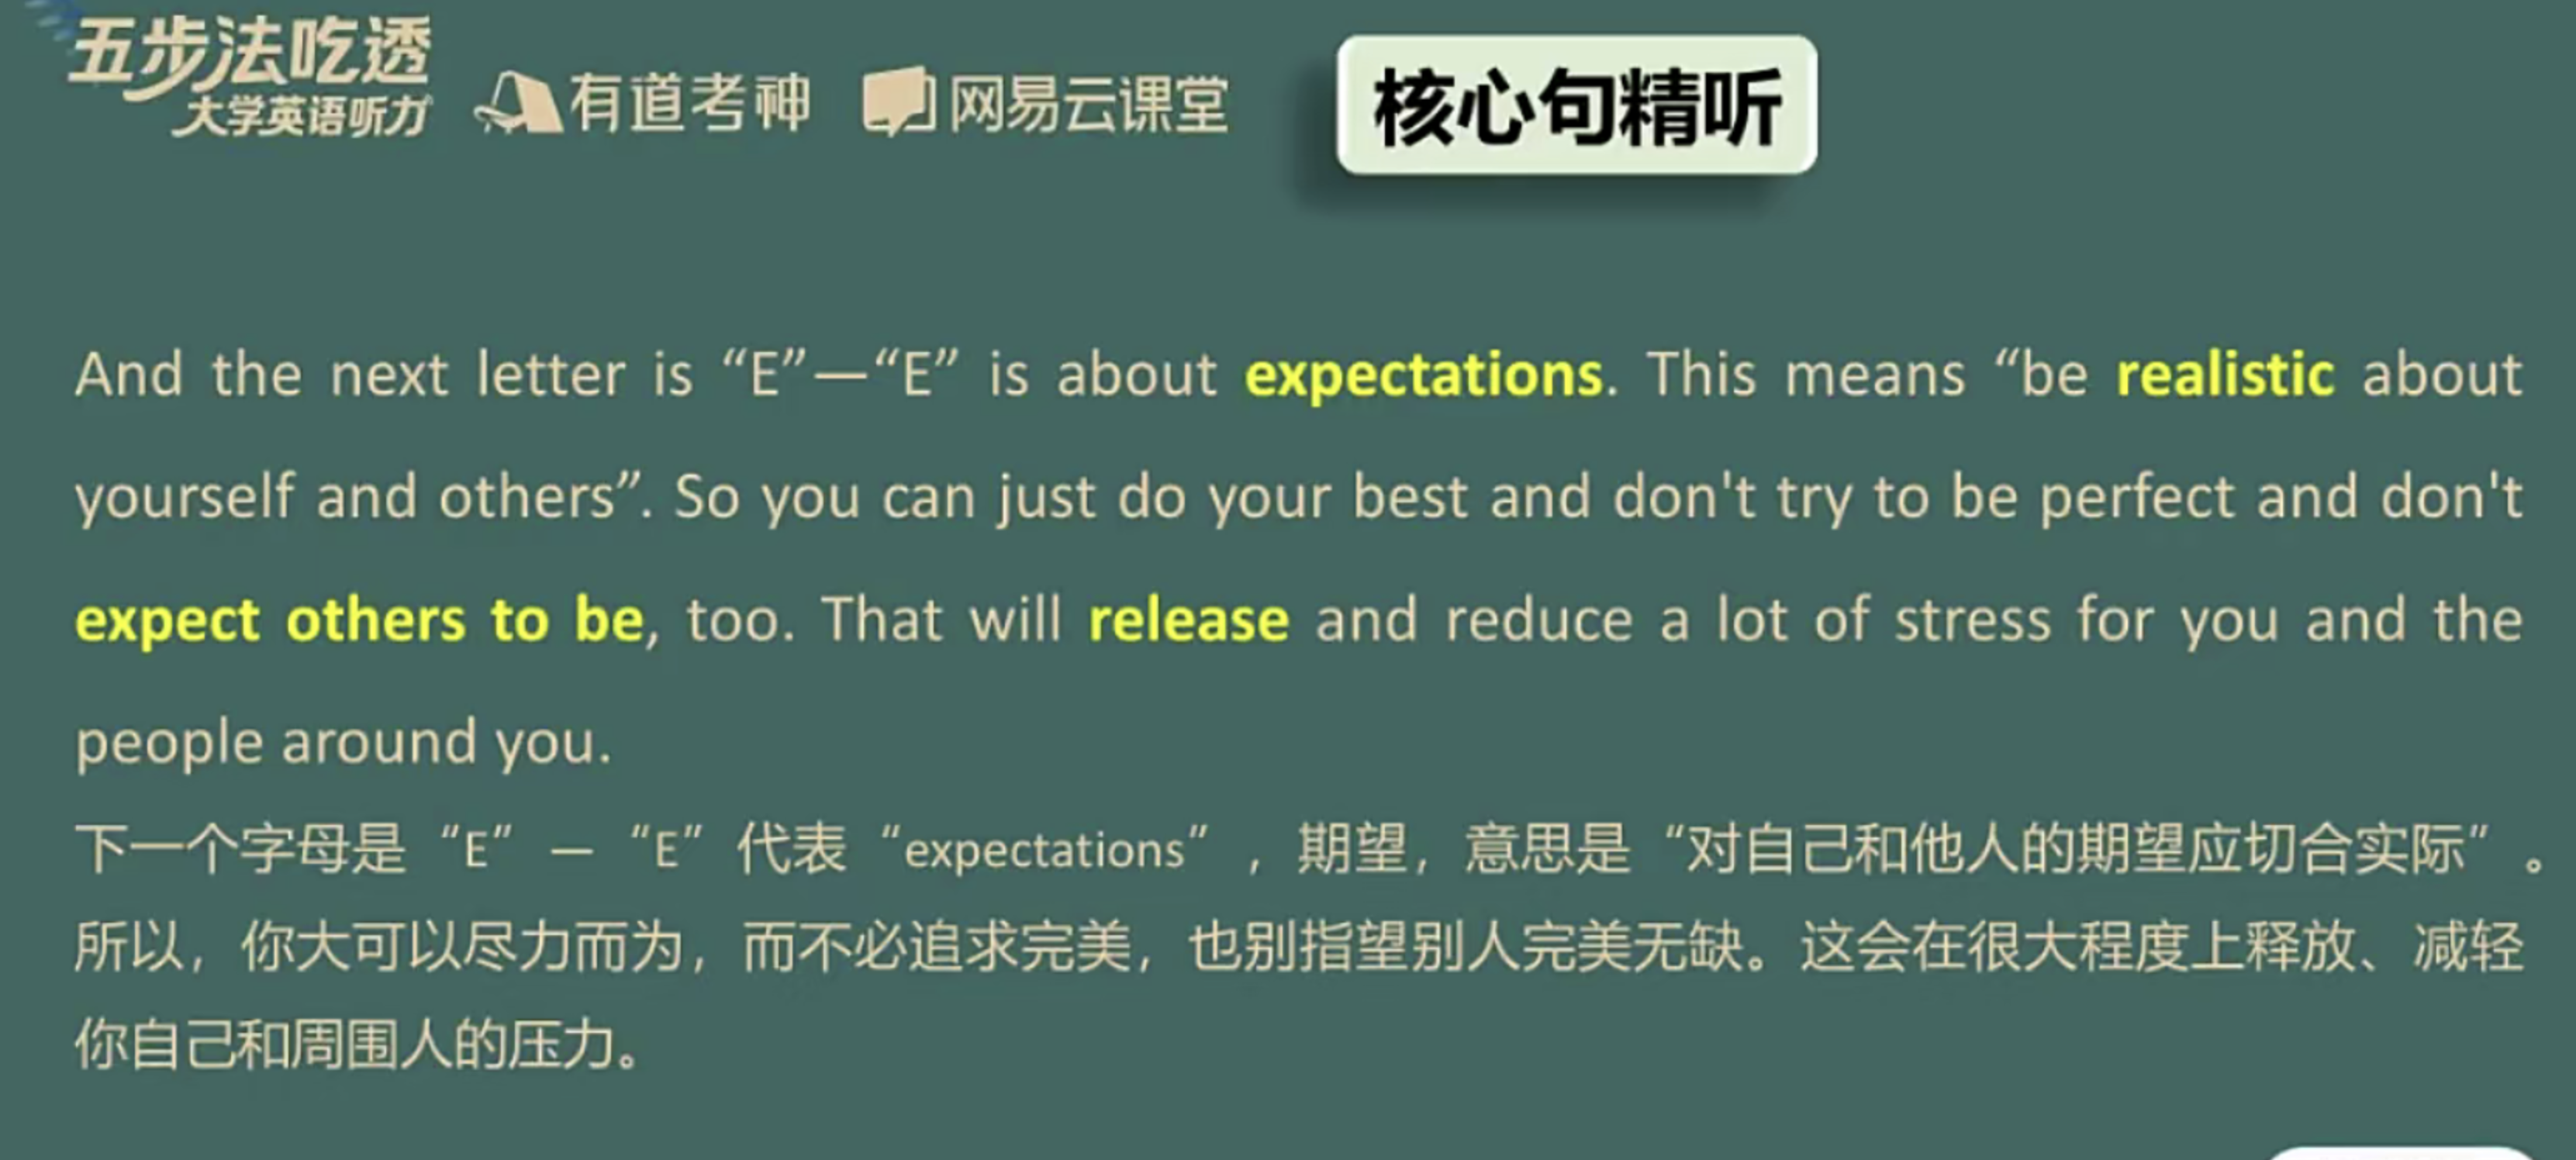 五步法吃透
大学英语听力
有道考神
网易云课堂
核心句精听
And the next letter is “E”—“E” is about expectations. This means “be realistic about
yourself and others”. So you can just do your best and don't try to be perfect and don't
expect others to be, too. That will release and reduce a lot of stress for you and the
people around you.
下一个字母是“E”—“E”代表“expectations”，期望，意思是“对自己和他人的期望应切合实际”。
所以，你大可以尽力而为，而不必追求完美，也别指望别人完美无缺。这会在很大程度上释放、减轻
你自己和周围人的压力。